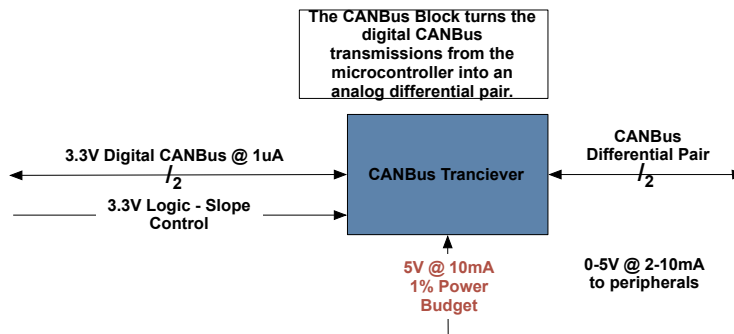 The CANBus Block turns the
digital CANBus
transmissions from the
microcontroller into an
analog differential pair.
3.3V Digital CANBus @ 1uA
/2
CANBus Tranciever
CANBus
Differential Pair
/2
3.3V Logic - Slope
Control
5V @ 10mA
1% Power
Budget
0-5V @ 2-10mA
to peripherals